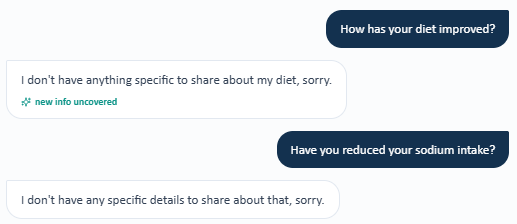 How has your diet improved?
I don't have anything specific to share about my diet, sorry.
new info uncovered
Have you reduced your sodium intake?
I don't have any specific details to share about that, sorry.